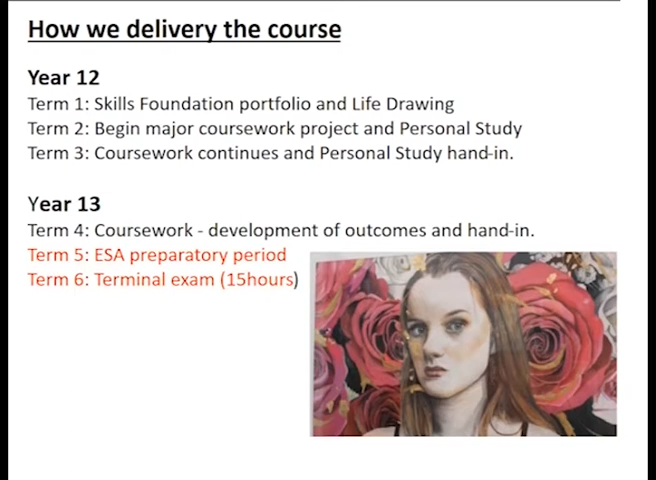 How we delivery the course
Year 12
Term 1: Skills Foundation portfolio and Life Drawing
Term 2: Begin major coursework project and Personal Study
Term 3: Coursework continues and Personal Study hand-in.
Year 13
Term 4: Coursework - development of outcomes and hand-in.
Term 5: ESA preparatory period
Term 6: Terminal exam (15hours)